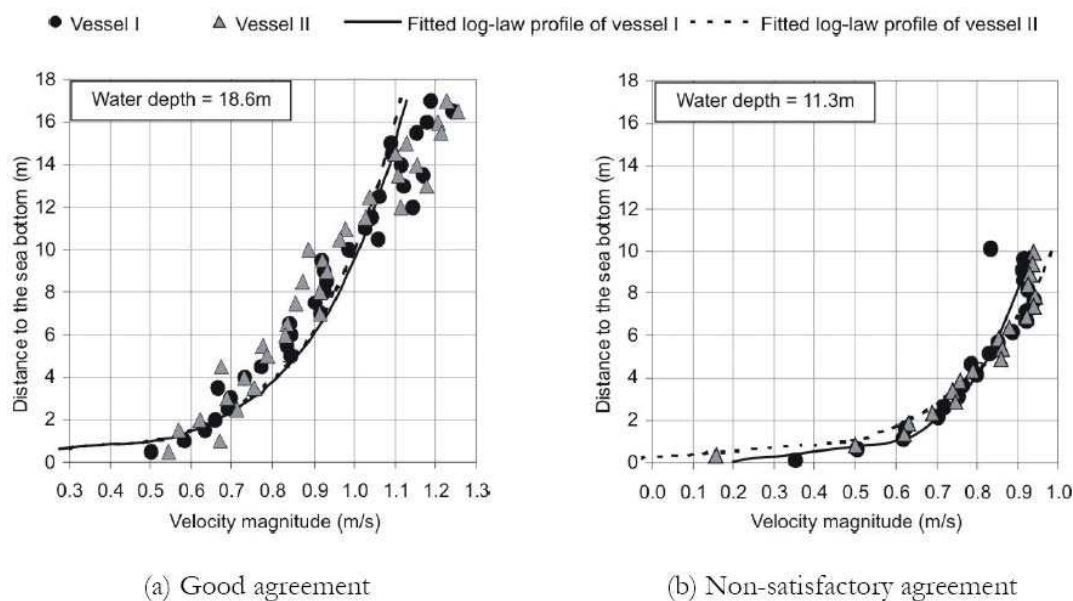 Vessel I Vessel II Fitted log-law profile of vessel I Fitted log-law profile of vessel II
Water depth = 18.6m
Distance to the sea bottom (m)
18
16
14
12
10
8
6
4
2
0
0.3 0.4 0.5 0.6 0.7 0.8 0.9 1.0 1.1 1.2 1.3
Velocity magnitude (m/s)
(a) Good agreement
Water depth = 11.3m
Distance to the sea bottom (m)
18
16
14
12
10
8
6
4
2
0
0.0 0.1 0.2 0.3 0.4 0.5 0.6 0.7 0.8 0.9 1.0
Velocity magnitude (m/s)
(b) Non-satisfactory agreement